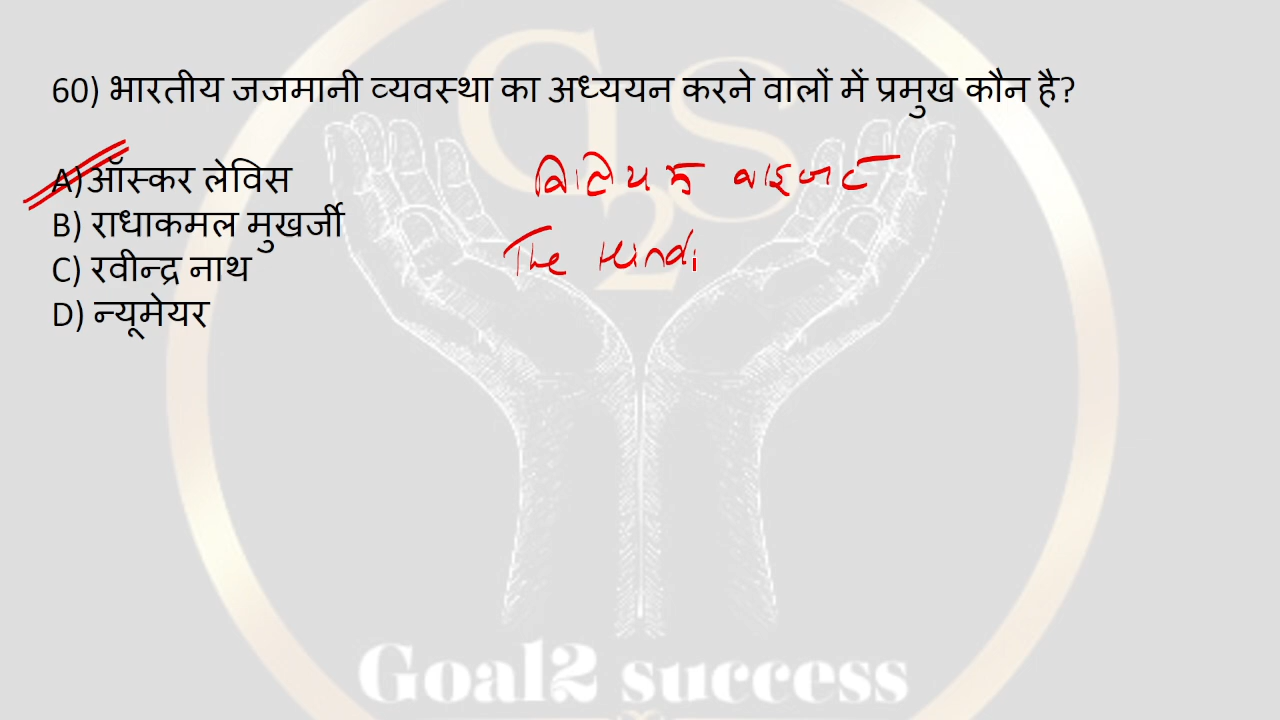 60) भारतीय जजमानी व्यवस्था का अध्ययन करने वालों में प्रमुख कौन है?
A)ऑस्कर लेविस
B) राधाकमल मुखर्जी
C) रवीन्द्र नाथ
D) न्यूमेयर
विलियम वाइजर्ट
The Hindi
G2S
Goal2 success